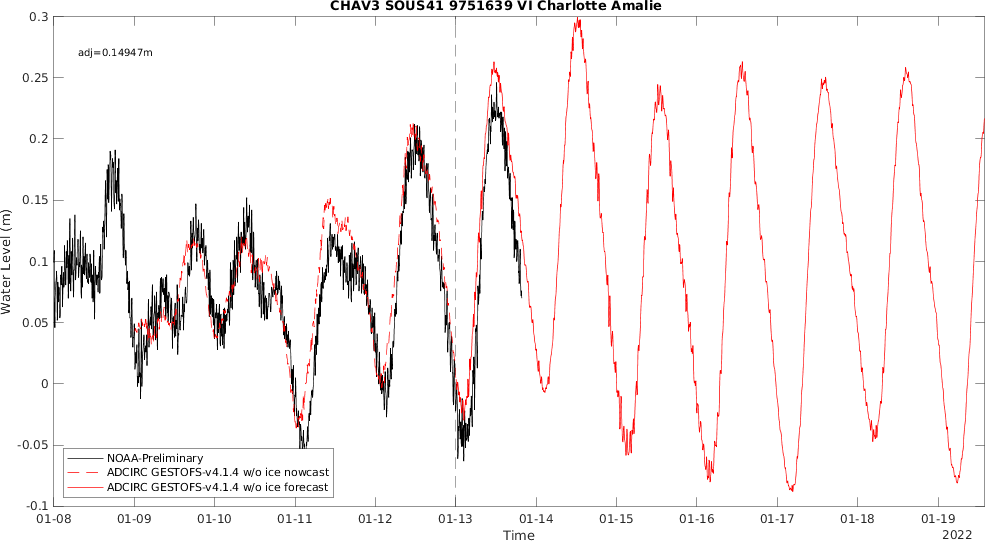 CHAV3 SOUS41 9751639 VI Charlotte Amalie
adj=0.14947m
0.3
0.25
0.2
0.15
0.1
0.05
0
-0.05
-0.1
Water Level (m)
NOAA-Preliminary
ADCIRC GESTOFS-v4.1.4 w/o ice nowcast
ADCIRC GESTOFS-v4.1.4 w/o ice forecast
01-08 01-09 01-10 01-11 01-12 01-13 01-14 01-15 01-16 01-17 01-18 01-19
Time
2022